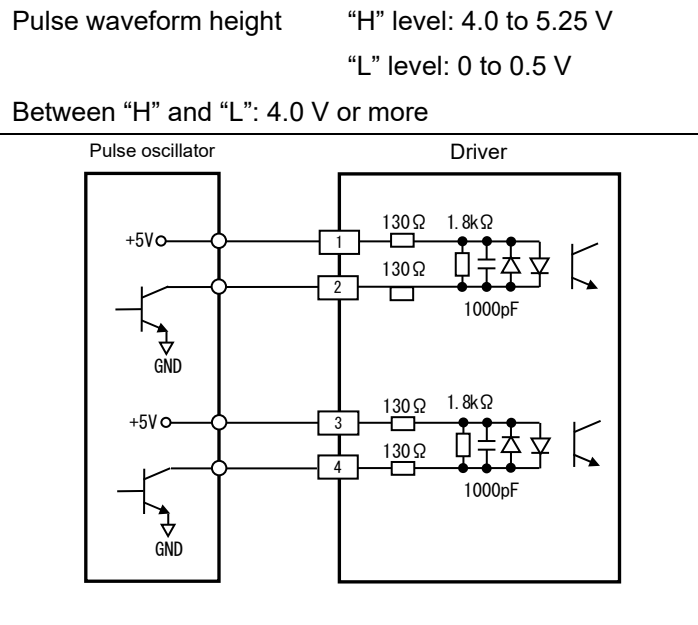 Pulse waveform height “H” level: 4.0 to 5.25 V
“L” level: 0 to 0.5 V
Between “H” and “L”: 4.0 V or more
Pulse oscillator Driver
130Ω 1.8kΩ
+5V 1
130Ω
2
1000pF
GND
130Ω 1.8kΩ
+5V 3
130Ω
4
1000pF
GND